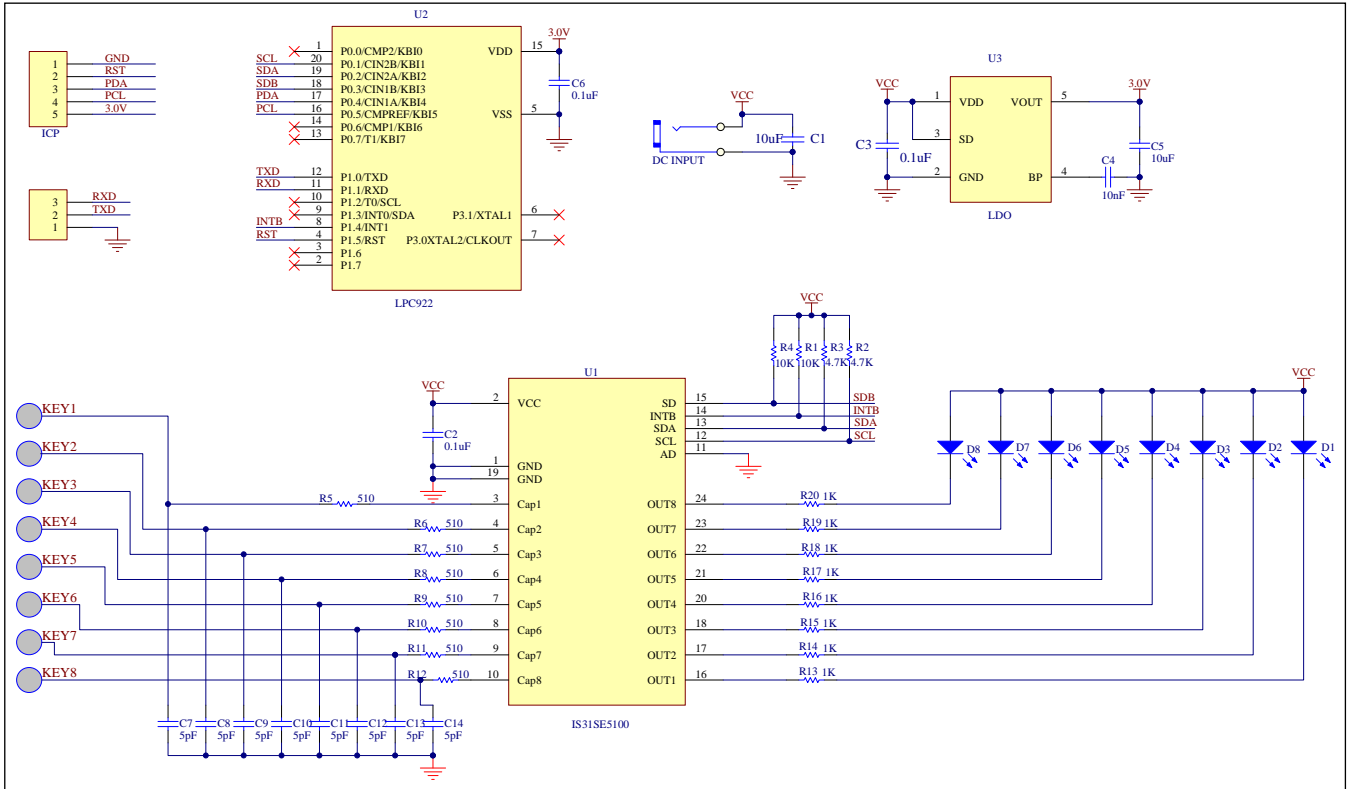 U2
1 P0.0/CMP2/KBI0 VDD 15 3.0V
SCL 20 P0.1/CIN2B/KBI1
SDA 19 P0.2/CIN2A/KBI2
SDB 18 P0.3/CIN1B/KBI3
PDA 17 P0.4/CIN1A/KBI4
PCL 16 P0.5/CMPREF/KBI5 VSS 5
14 P0.6/CMP1/KBI6
13 P0.7/T1/KBI7
TXD 12 P1.0/TXD
RXD 11 P1.1/RXD
10 P1.2/T0/SCL
9 P1.3/INT0/SDA P3.1/XTAL1 6
INTB 8 P1.4/INT1
RST 4 P1.5/RST P3.0XTAL2/CLKOUT 7
3 P1.6
2 P1.7
LPC922
C6
0.1uF
1 GND
2 RST
3 PDA
4 PCL
5 3.0V
ICP
3 RXD
2 TXD
1
VCC
10uF C1
DC INPUT
U3
VCC 1 VDD VOUT 5 3.0V
3 SD
2 GND BP 4
LDO
C3
0.1uF
C4
10nF
C5
10uF
VCC
R4 R1 R3 R2
10K 10K 4.7K 4.7K
U1
VCC 2 VCC
C2
0.1uF
1 GND
19 GND
SD 15 SDB
INTB 14 INTB
SDA 13 SDA
SCL 12 SCL
AD 11
KEY1
KEY2
KEY3
KEY4
KEY5
KEY6
KEY7
KEY8
R5 510 3 Cap1
R6 510 4 Cap2
R7 510 5 Cap3
R8 510 6 Cap4
R9 510 7 Cap5
R10 510 8 Cap6
R11 510 9 Cap7
R12 510 10 Cap8
OUT8 24 R20 1K
OUT7 23 R19 1K
OUT6 22 R18 1K
OUT5 21 R17 1K
OUT4 20 R16 1K
OUT3 18 R15 1K
OUT2 17 R14 1K
OUT1 16 R13 1K
IS31SE5100
VCC
D8 D7 D6 D5 D4 D3 D2 D1
C7 C8 C9 C10 C11 C12 C13 C14
5pF 5pF 5pF 5pF 5pF 5pF 5pF 5pF